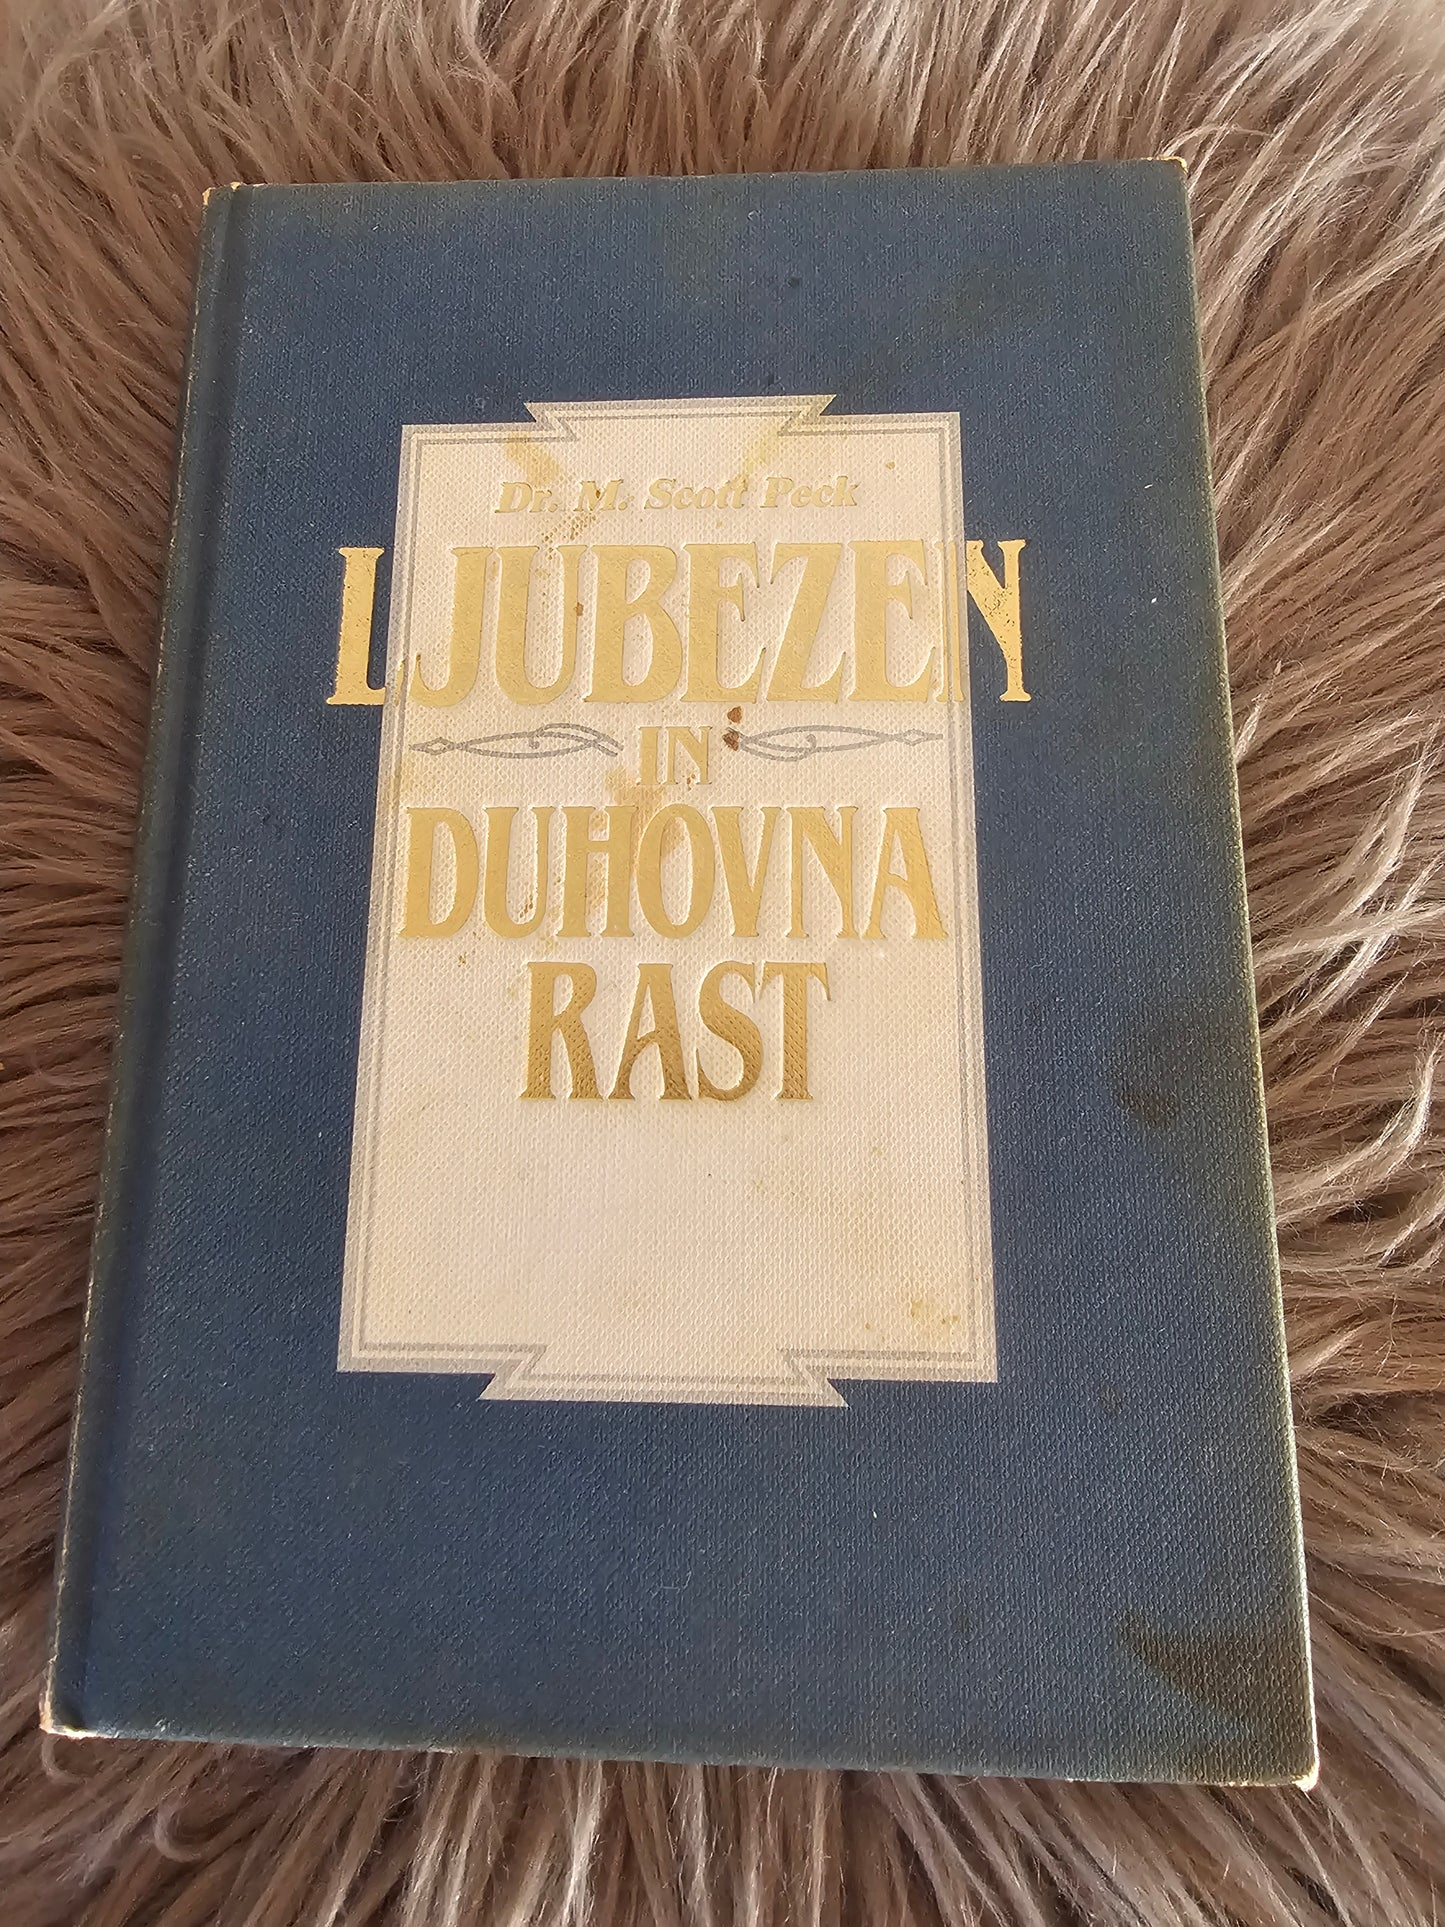 Dr. M. Scott Peck
LJUBEZEN
IN
DUHOVNA
RAST